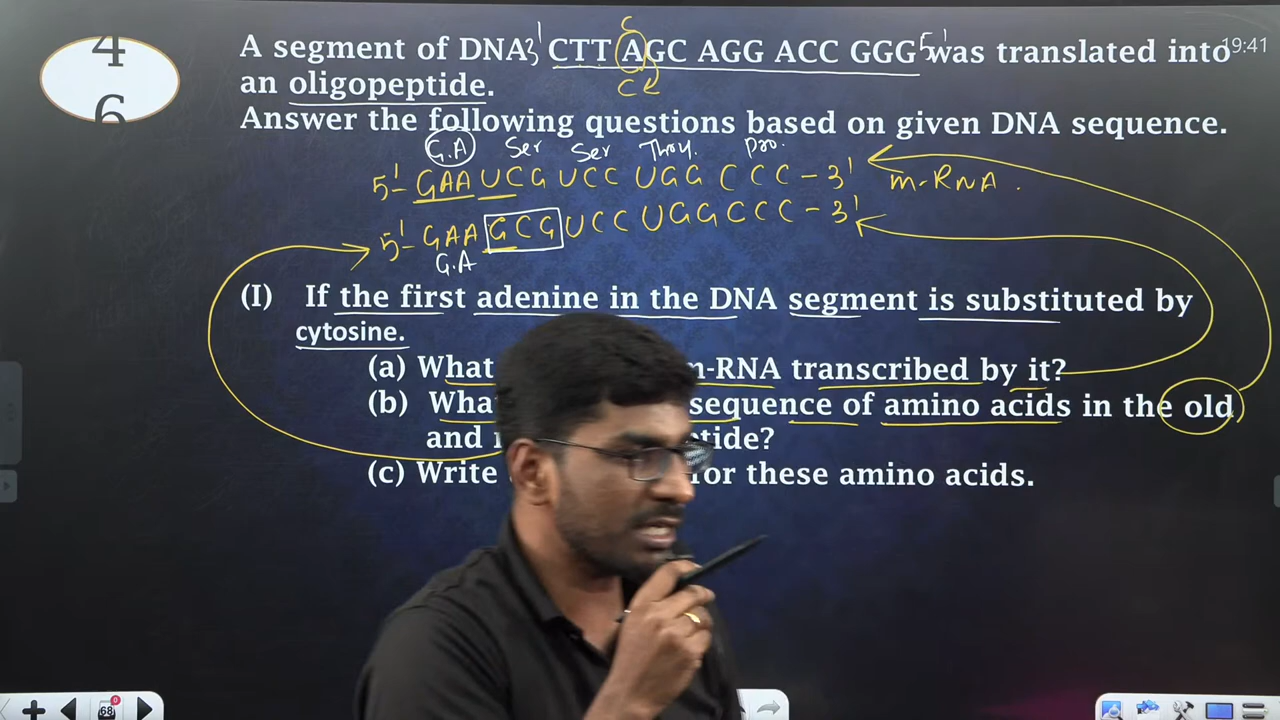 4
6
C
A segment of DNA 3' CTT AGC AGG ACC GGG 5' was translated into
19:41
an oligopeptide.
C
Answer the following questions based on given DNA sequence.
G.A Ser Ser Thry. Pro.
5'- GAA UCG UCC UGG CCC - 3' m-RNA.
5'- GAA GCG UCC UGG CCC - 3'
G.A
(I) If the first adenine in the DNA segment is substituted by
cytosine.
(a) What m-RNA transcribed by it?
(b) sequence of amino acids in the old
and
(c) Write for these amino acids.
68
0